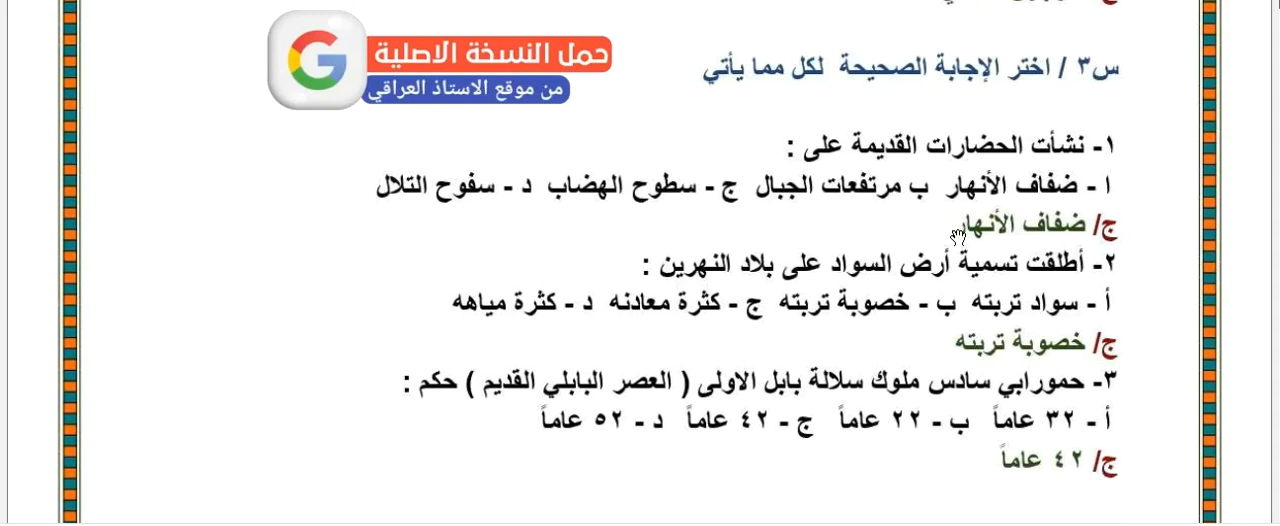 حمل النسخة الاصلية
من موقع الاستاذ العراقي
س٣ / اختر الإجابة الصحيحة لكل مما يأتي
١- نشأت الحضارات القديمة على :
ا - ضفاف الأنهار ب مرتفعات الجبال ج - سطوح الهضاب د - سفوح التلال
ج/ ضفاف الأنهار
٢- أطلقت تسمية أرض السواد على بلاد النهرين :
أ - سواد تربته ب - خصوبة تربته ج - كثرة معادنه د - كثرة مياهه
ج/ خصوبة تربته
٣- حمورابي سادس ملوك سلالة بابل الاولى ( العصر البابلي القديم ) حكم :
أ - ٣٢ عاماً ب - ٢٢ عاماً ج - ٤٢ عاماً د - ٥٢ عاماً
ج/ ٤٢ عاماً